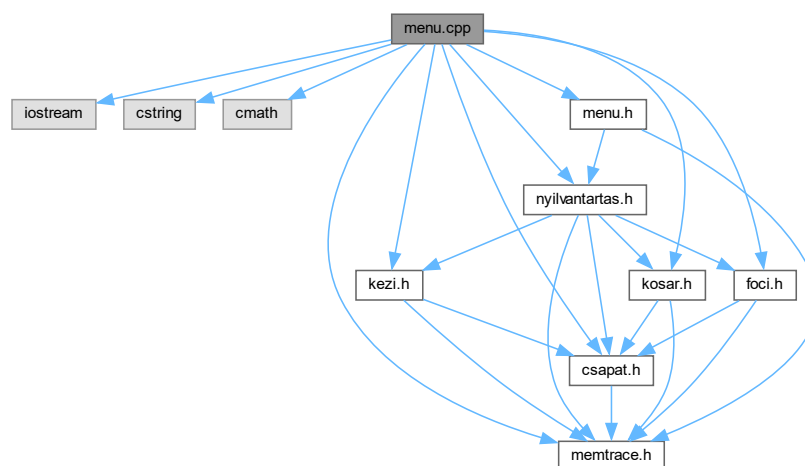 menu.cpp
iostream
cstring
cmath
menu.h
nyilvantartas.h
kezi.h
kosar.h
foci.h
csapat.h
memtrace.h